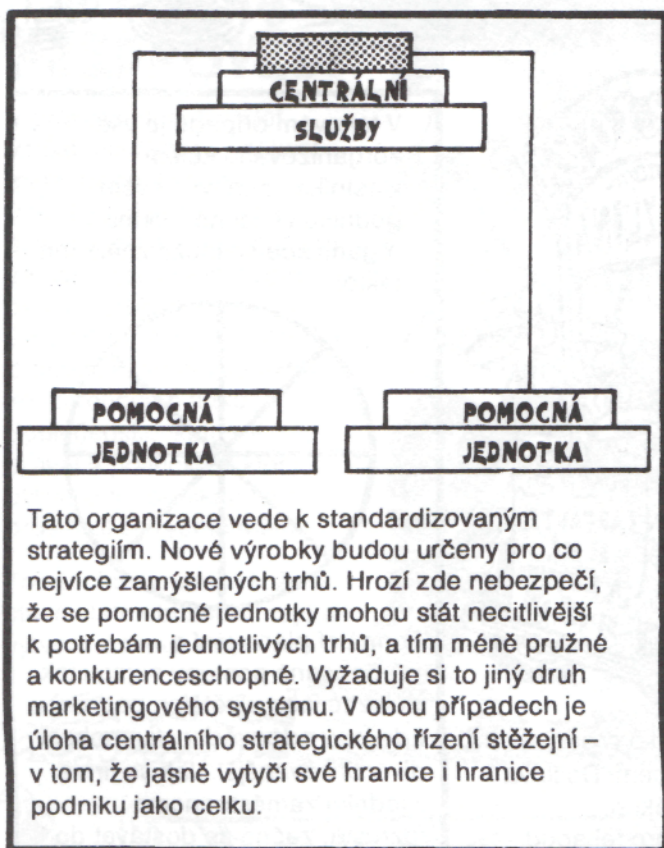 CENTRÁLNÍ
SLUŽBY
POMOCNÁ
JEDNOTKA
POMOCNÁ
JEDNOTKA
Tato organizace vede k standardizovaným
strategiím. Nové výrobky budou určeny pro co
nejvíce zamýšlených trhů. Hrozí zde nebezpečí,
že se pomocné jednotky mohou stát necitlivější
k potřebám jednotlivých trhů, a tím méně pružné
a konkurenceschopné. Vyžaduje si to jiný druh
marketingového systému. V obou případech je
úloha centrálního strategického řízení stěžejní –
v tom, že jasně vytyčí své hranice i hranice
podniku jako celku.